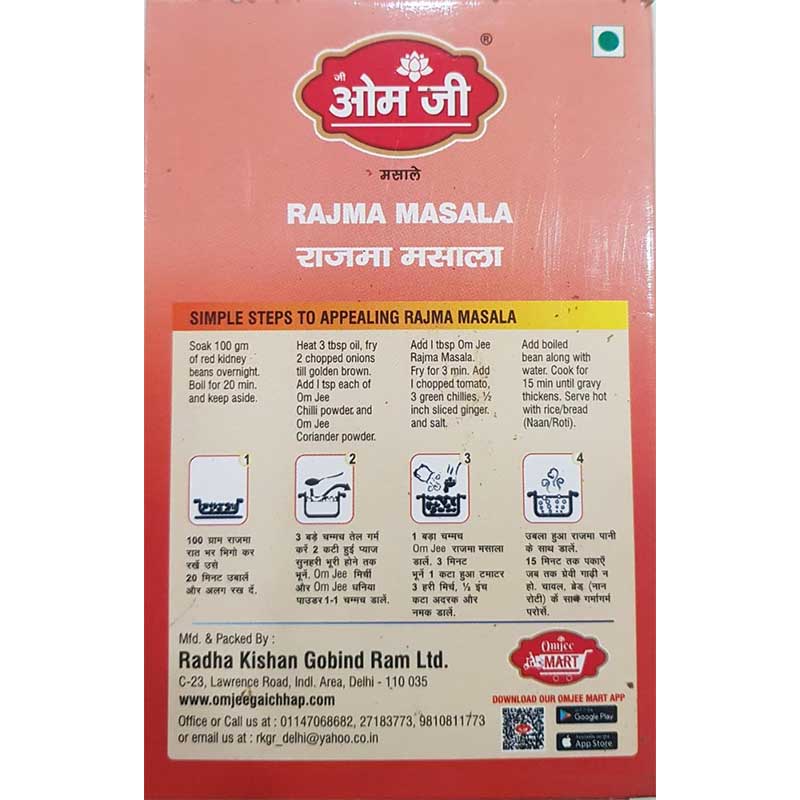 जी
ओम जी
®
मसाले
RAJMA MASALA
राजमा मसाला
SIMPLE STEPS TO APPEALING RAJMA MASALA
Soak 100 gm
of red kidney
beans overnight.
Boil for 20 min.
and keep aside.
Heat 3 tbsp oil, fry
2 chopped onions
till golden brown.
Add I tsp each of
Om Jee
Chilli powder and
Om Jee
Coriander powder.
Add I tbsp Om Jee
Rajma Masala.
Fry for 3 min. Add
I chopped tomato,
3 green chillies, ½
inch sliced ginger.
and salt.
Add boiled
bean along with
water. Cook for
15 min until gravy
thickens. Serve hot
with rice/bread
(Naan/Roti).
1
2
3
4
100 ग्राम राजमा
रात भर भिगो कर
रखें उसे
20 मिनट उबालें
और अलग रख दें.
3 बड़े चम्मच तेल गर्म
करें 2 कटी हुई प्याज
सुनहरी भूरी होने तक
भूनें. Om Jee मिर्ची
और Om Jee धनिया
पाउडर 1-1 चम्मच डालें.
1 बड़ा चम्मच
Om Jee राजमा मसाला
डालें. 3 मिनट
भूनें 1 कटा हुआ टमाटर
3 हरी मिर्च, ½ इंच
कटा अदरक और
नमक डालें.
उबला हुआ राजमा पानी
के साथ डालें.
15 मिनट तक पकाएँ
जब तक ग्रेवी गाढ़ी न
हो. चायल, ब्रेड (नान
रोटी) के साथ गर्मागर्म
परोसें.
Mfd. & Packed By :
Radha Kishan Gobind Ram Ltd.
C-23, Lawrence Road, Indl. Area, Delhi - 110 035
www.omjeegaichhap.com
Office or Call us at : 01147068682, 27183773, 9810811773
or email us at : rkgr_delhi@yahoo.co.in
Omjee
MART
DOWNLOAD OUR OMJEE MART APP
Google Play
App Store